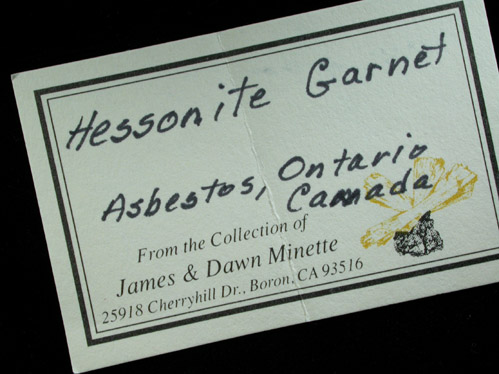 Hessonite Garnet
Asbestos, Ontario
Canada
From the Collection of
James & Dawn Minette
25918 Cherryhill Dr., Boron, CA 93516